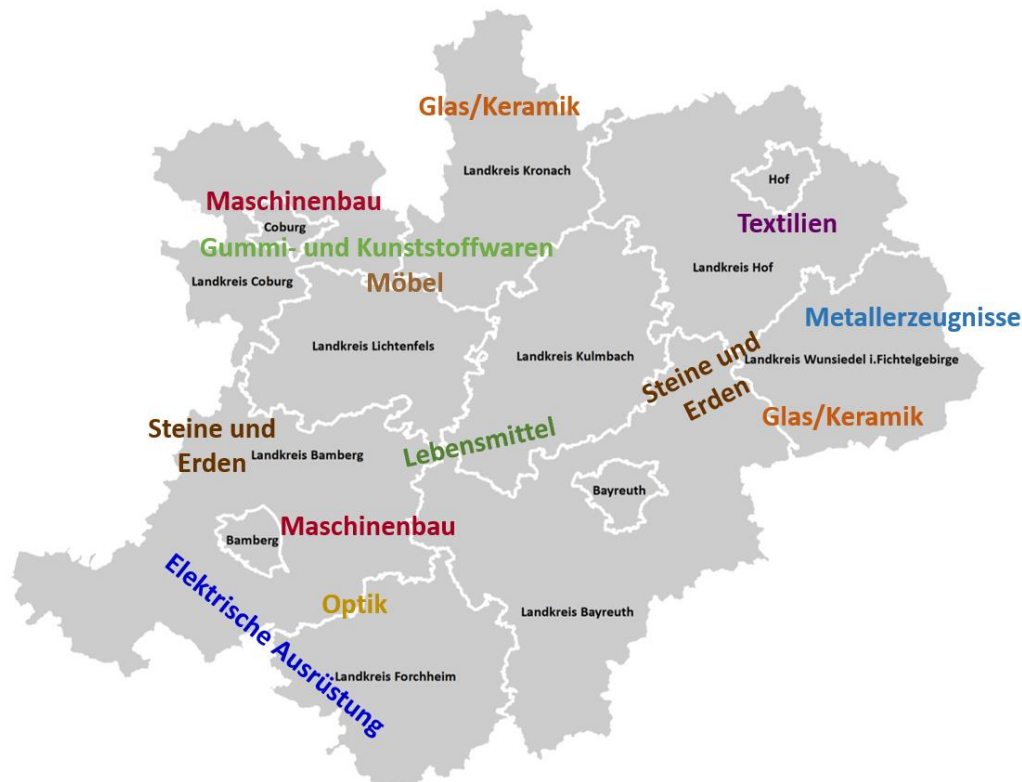 Glas/Keramik
Landkreis Kronach
Hof
Maschinenbau
Coburg
Textilien
Gummi- und Kunststoffwaren
Landkreis Hof
Landkreis Coburg
Möbel
Metallerzeugnisse
Landkreis Lichtenfels
Landkreis Kulmbach
Steine und
Erden
Landkreis Wunsiedel i.Fichtelgebirge
Glas/Keramik
Steine und
Erden
Landkreis Bamberg
Lebensmittel
Bayreuth
Maschinenbau
Bamberg
Elektrische Ausrüstung
Optik
Landkreis Bayreuth
Landkreis Forchheim